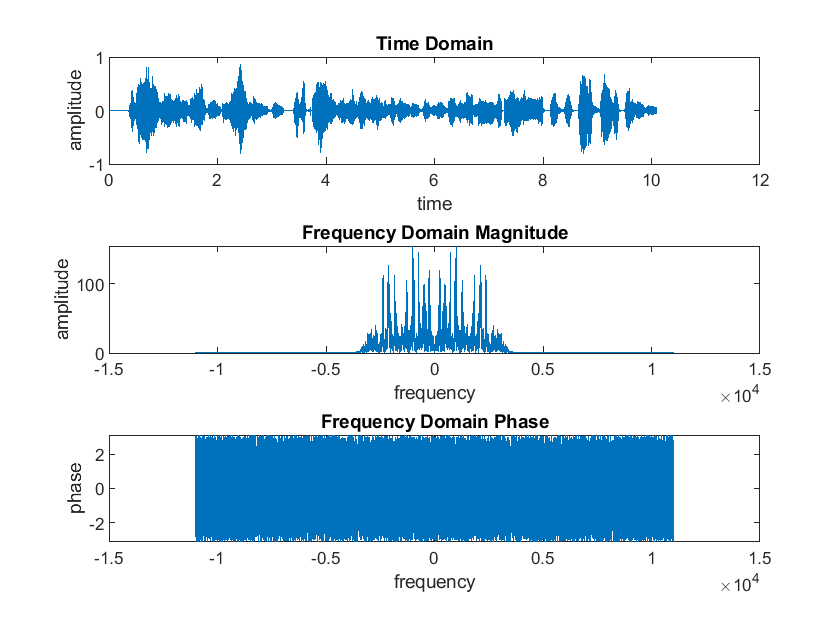 Time Domain
amplitude
1
0
-1
0 2 4 6 8 10 12
time
Frequency Domain Magnitude
amplitude
100
0
-1.5 -1 -0.5 0 0.5 1 1.5
frequency
×10^4
Frequency Domain Phase
phase
2
0
-2
-1.5 -1 -0.5 0 0.5 1 1.5
frequency
×10^4